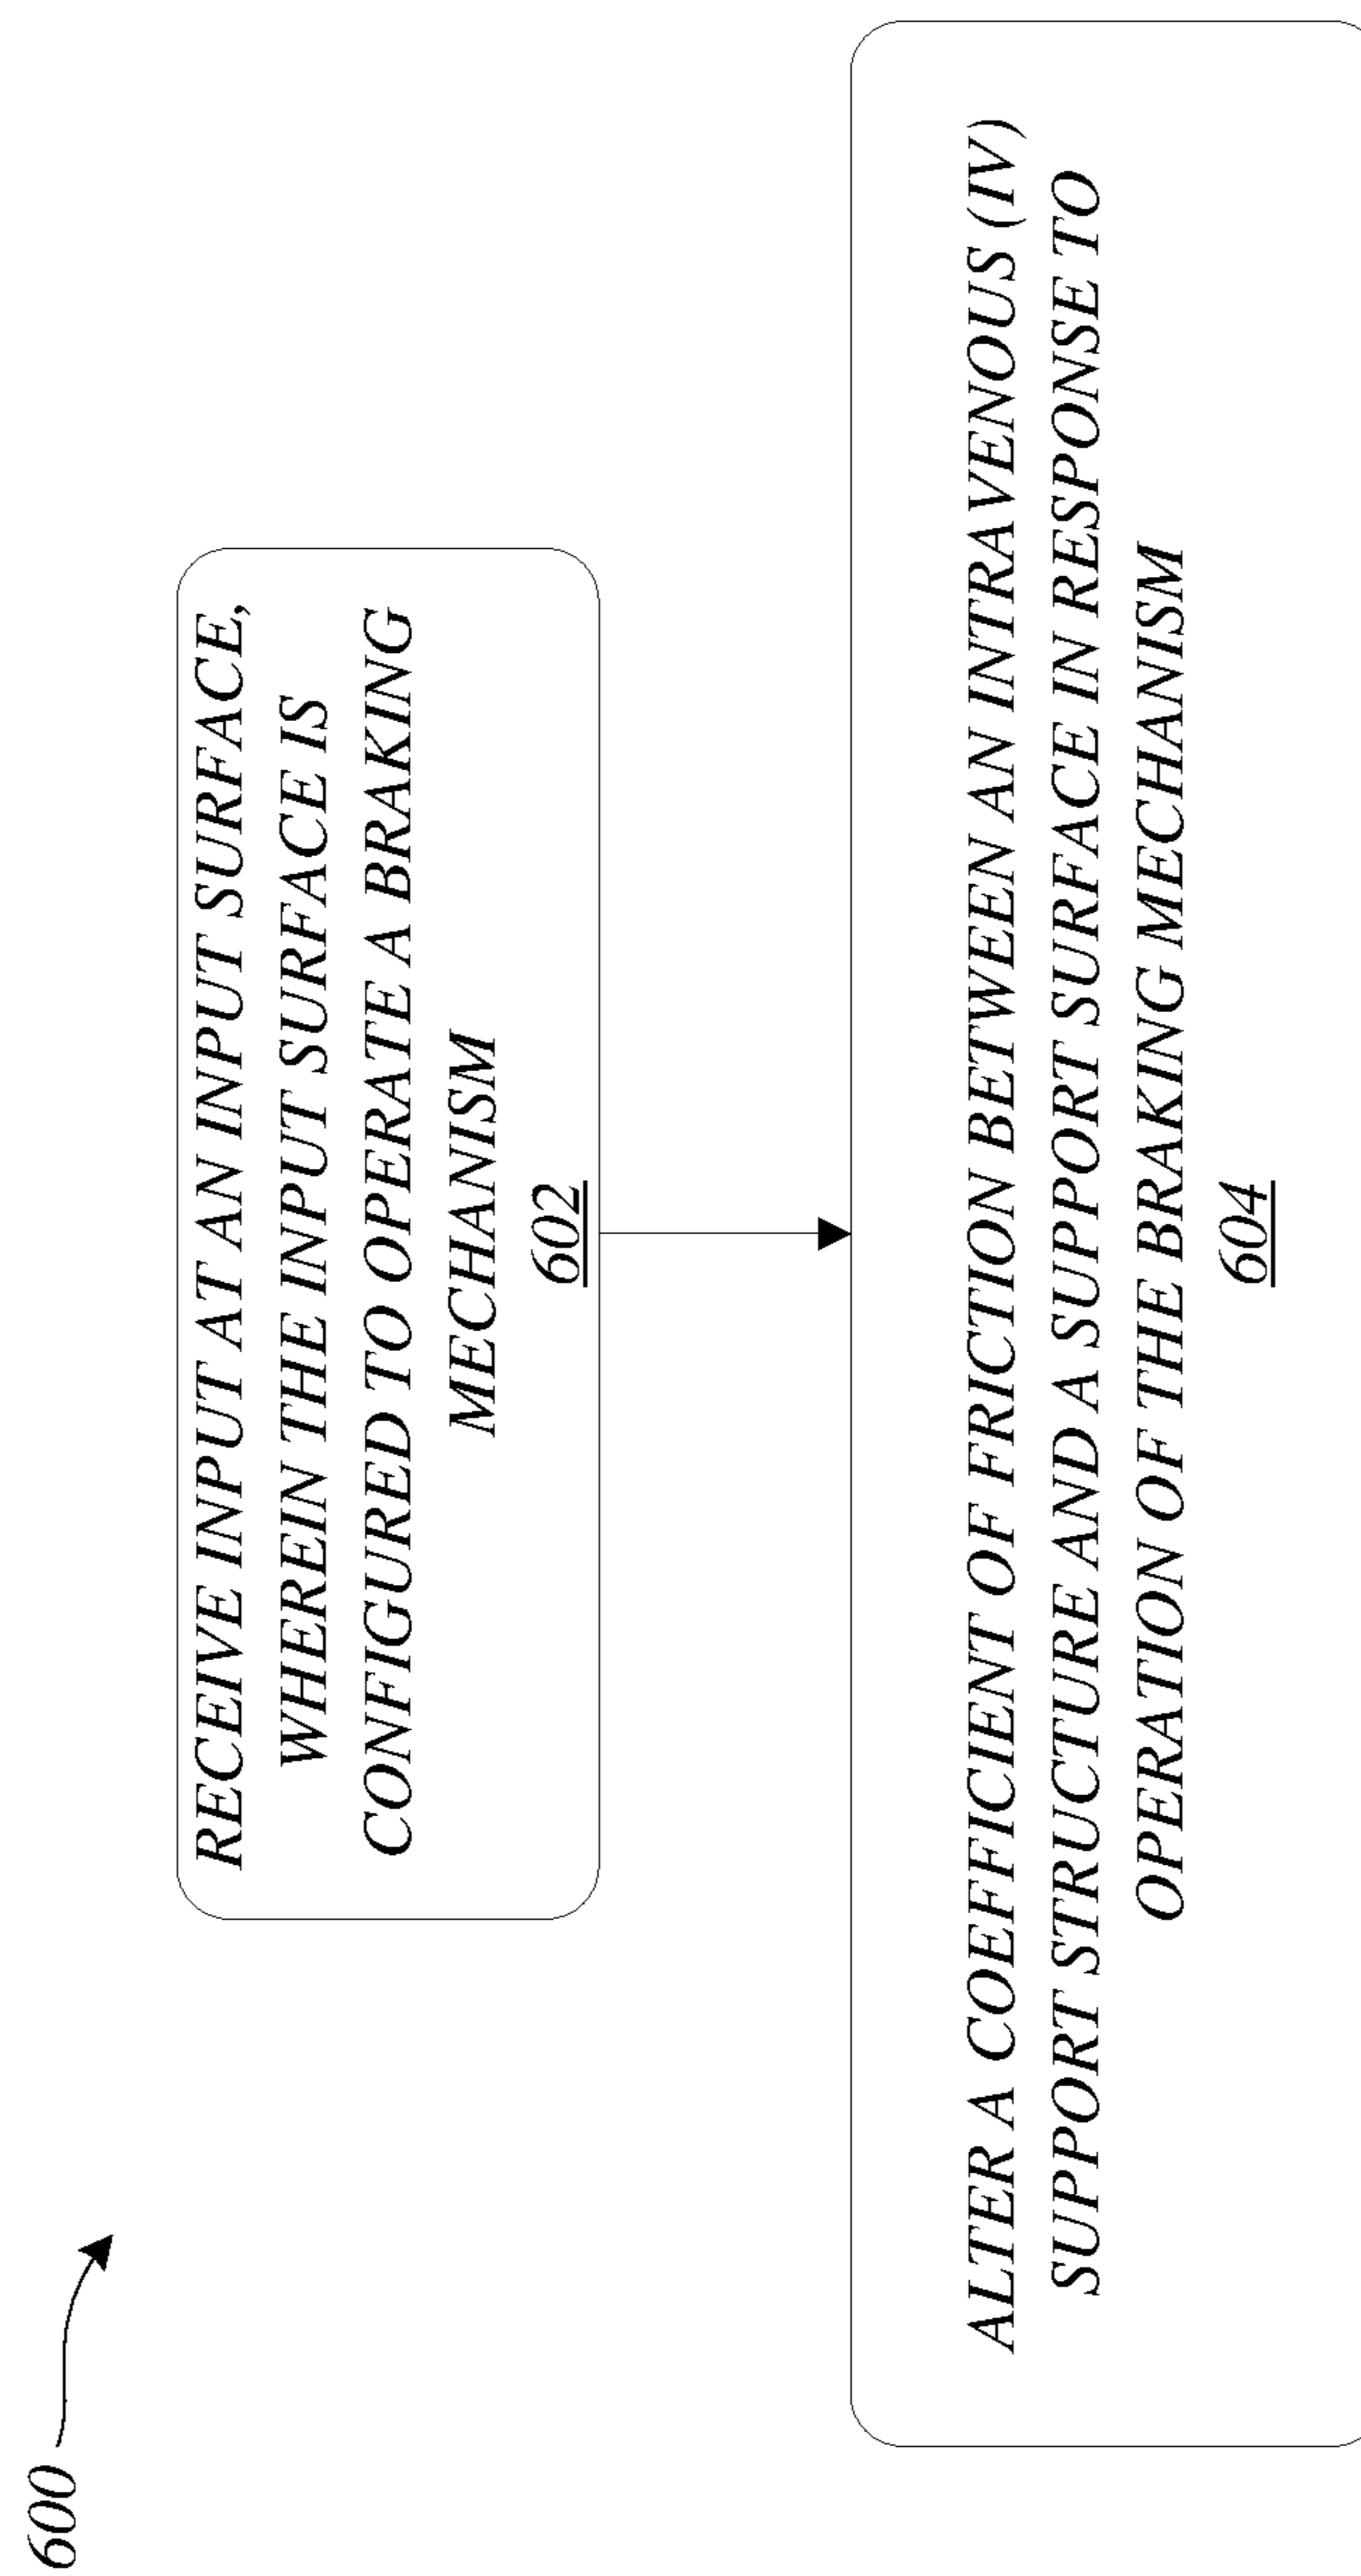 600
RECEIVE INPUT AT AN INPUT SURFACE,
WHEREIN THE INPUT SURFACE IS
CONFIGURED TO OPERATE A BRAKING
MECHANISM
602
ALTER A COEFFICIENT OF FRICTION BETWEEN AN INTRAVENOUS (IV)
SUPPORT STRUCTURE AND A SUPPORT SURFACE IN RESPONSE TO
OPERATION OF THE BRAKING MECHANISM
604